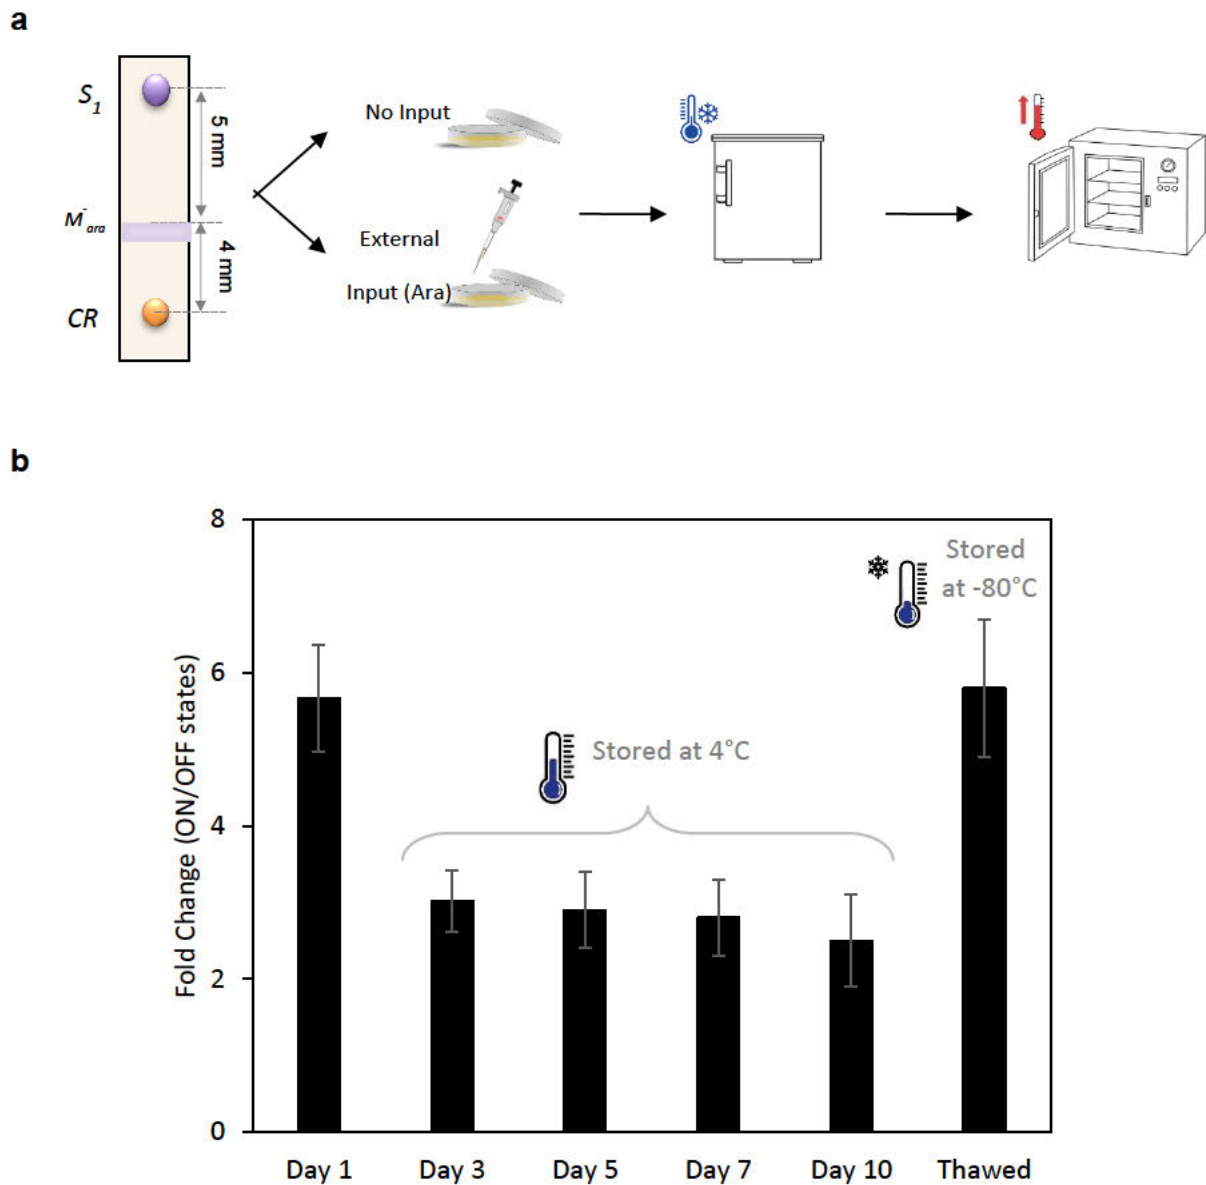 a
S1
5 mm
M-ara
4 mm
CR
No Input
External
Input (Ara)
b
Fold Change (ON/OFF states)
8
6
4
2
0
Stored at 4°C
Stored
at -80°C
Day 1
Day 3
Day 5
Day 7
Day 10
Thawed